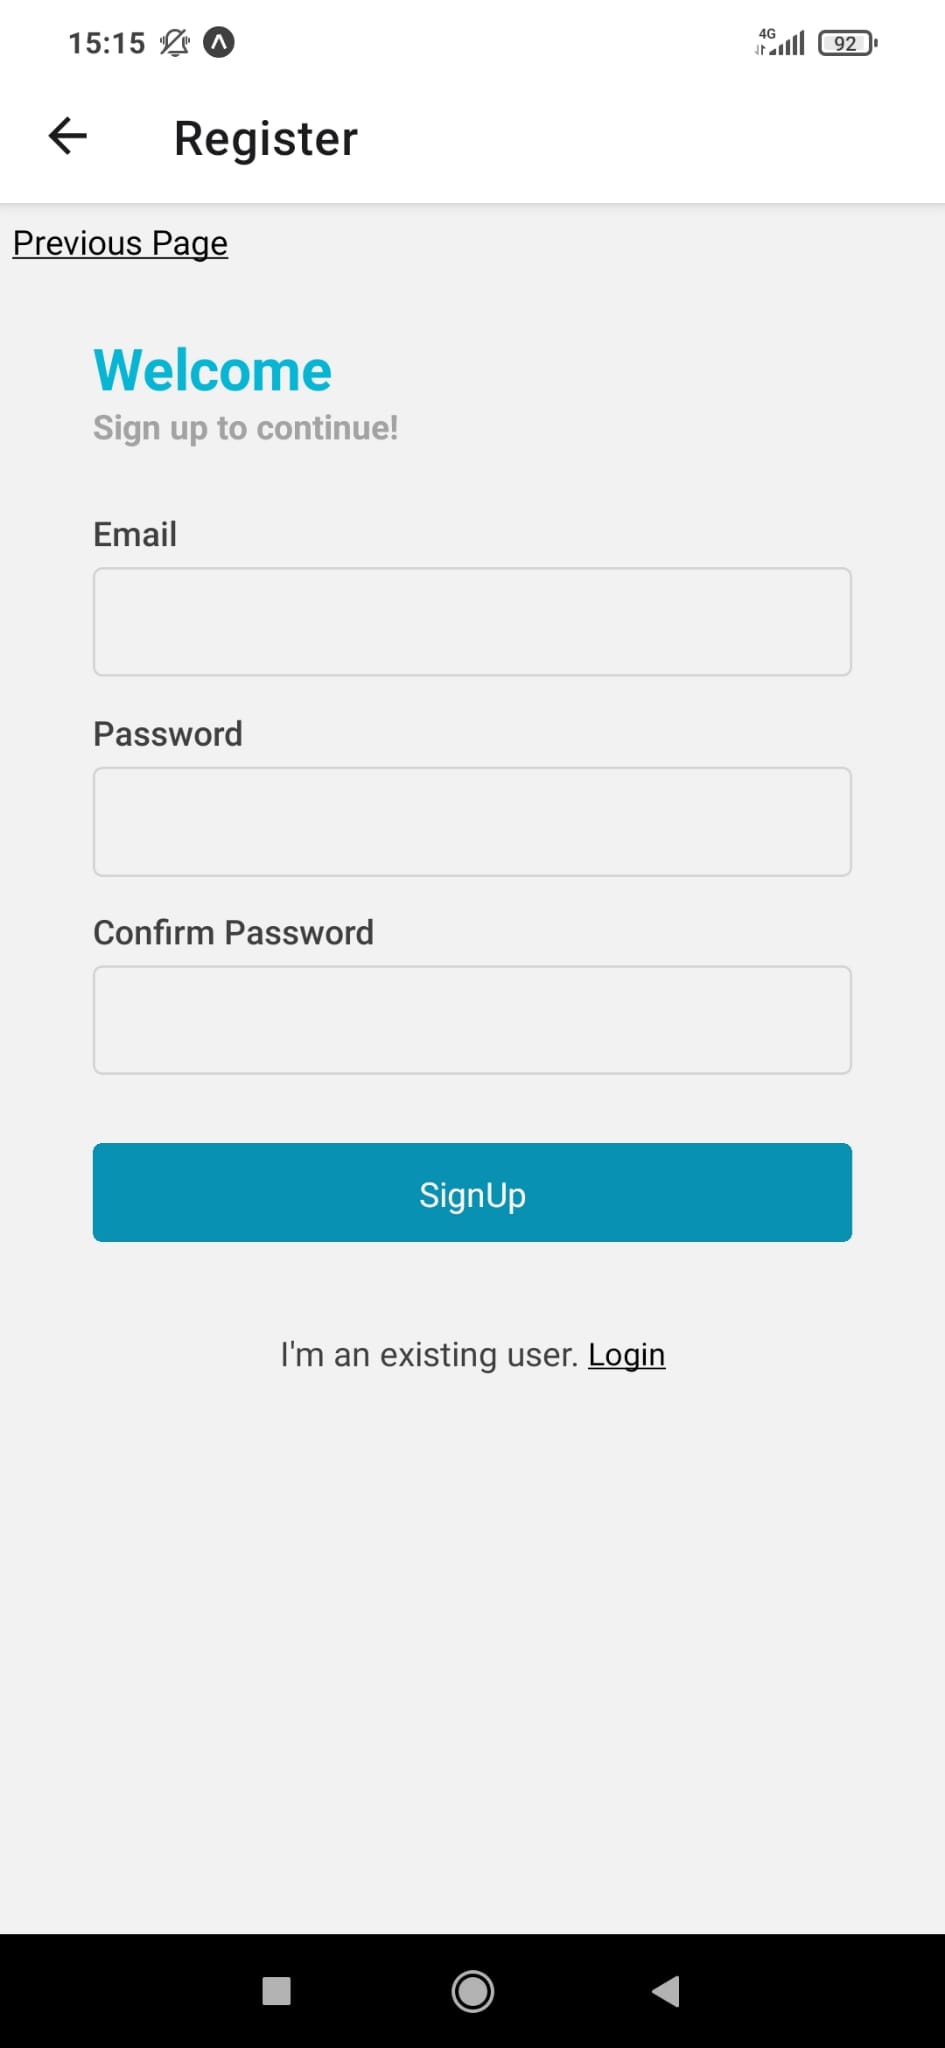 15:15 4G 92
Register
Previous Page
Welcome
Sign up to continue!
Email
Password
Confirm Password
SignUp
I'm an existing user. Login